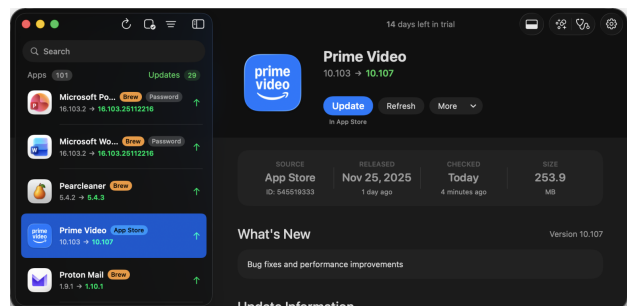 14 days left in trial
Search
Apps 101 Updates 29
Microsoft Po... Brew Password
16.103.2 → 16.103.25112216
Microsoft Wo... Brew Password
16.103.2 → 16.103.25112216
Pearcleaner Brew
5.4.2 → 5.4.3
prime video
Prime Video App Store
10.103 → 10.107
Proton Mail Brew
1.9.1 → 1.10.1
prime
video
Prime Video
10.103 → 10.107
Update Refresh More
In App Store
SOURCE RELEASED CHECKED SIZE
App Store Nov 25, 2025 Today 253.9
ID: 545519333 1 day ago 4 minutes ago MB
What's New Version 10.107
Bug fixes and performance improvements
Update Information